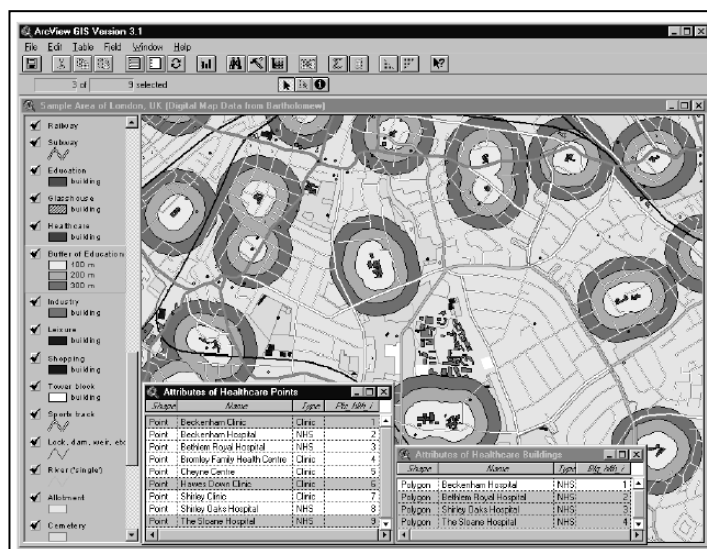 ArcView GIS Version 3.1
File Edit Table Field Window Help
3 of 9 selected
Sample Area of London, UK (Digital Map Data from Bartholomew)
Railway
Subway
Education
building
Glasshouse
building
Healthcare
building
Buffer of Education
100 m
200 m
300 m
Industry
building
Leisure
building
Shopping
building
Tower block
building
Sports track
Lock, dam, weir, etc
River ('single')
Allotment
Cemetery
Attributes of Healthcare Points
Shape Name Type
Point Beckenham Clinic Clinic 1
Point Beckenham Hospital NHS 2
Point Bethlem Royal Hospital NHS 3
Point Bromley Family Health Centre Clinic 4
Point Cheyne Centre Clinic 5
Point Hawes Down Clinic Clinic 6
Point Shirley Clinic Clinic 7
Point Shirley Oaks Hospital NHS 8
Point The Sloane Hospital NHS 9
Attributes of Healthcare Buildings
Shape Name Type
Polygon Beckenham Hospital NHS 1
Polygon Bethlem Royal Hospital NHS 2
Polygon Shirley Oaks Hospital NHS 3
Polygon The Sloane Hospital NHS 4